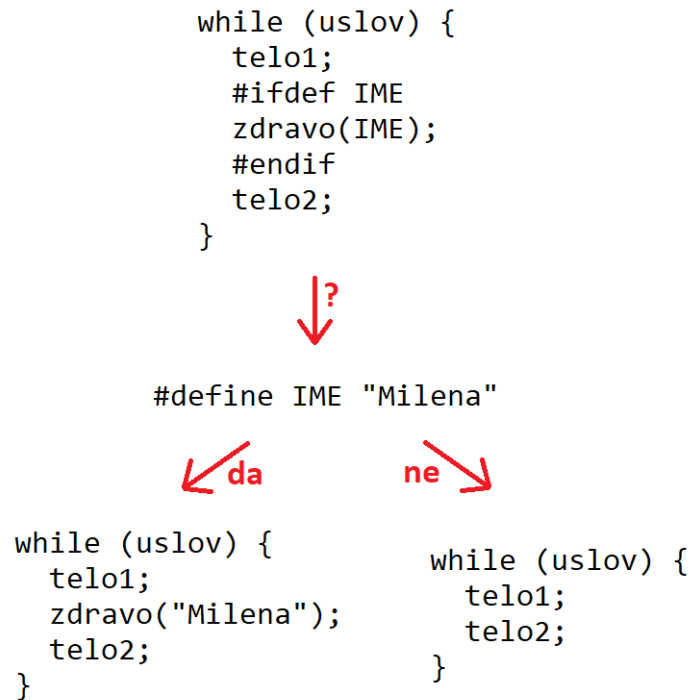 while (uslov) {
  telo1;
  #ifdef IME
  zdravo(IME);
  #endif
  telo2;
}
?
#define IME "Milena"
da
ne
while (uslov) {
  telo1;
  zdravo("Milena");
  telo2;
}
while (uslov) {
  telo1;
  telo2;
}